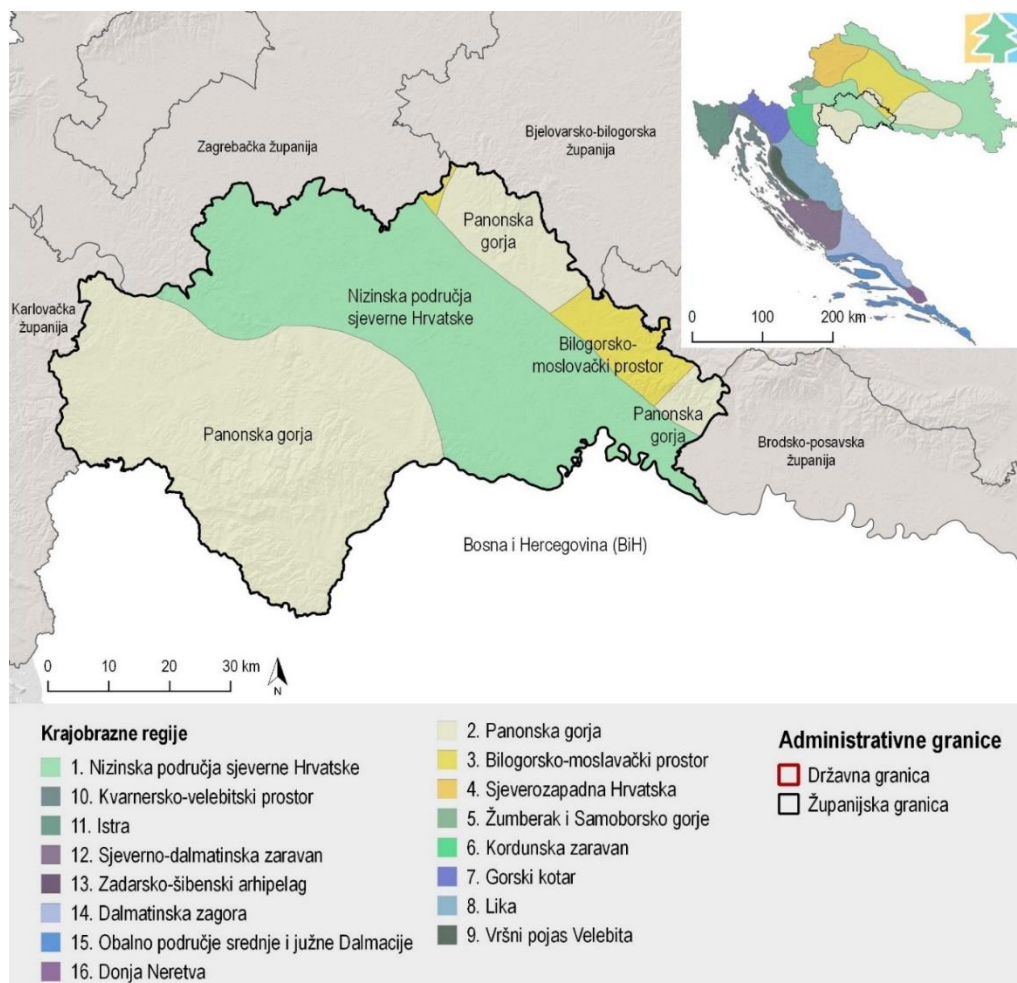 Zagrebačka županija
Bjelovarsko-bilogorska
županija
Panonska
gorja
Karlovačka
županija
Nizinska područja
sjeverne Hrvatske
Bilogorsko-
moslovački prostor
Panonska gorja
Panonska
gorja
Brodsko-posavska
županija
Bosna i Hercegovina (BiH)
0 100 200 km
0 10 20 30 km
N
Krajobrazne regije
1. Nizinska područja sjeverne Hrvatske
10. Kvarnersko-velebitski prostor
11. Istra
12. Sjeverno-dalmatinska zaravan
13. Zadarsko-šibenski arhipelag
14. Dalmatinska zagora
15. Obalno područje srednje i južne Dalmacije
16. Donja Neretva
2. Panonska gorja
3. Bilogorsko-moslavački prostor
4. Sjeverozapadna Hrvatska
5. Žumberak i Samoborsko gorje
6. Kordunska zaravan
7. Gorski kotar
8. Lika
9. Vršni pojas Velebita
Administrativne granice
Državna granica
Županijska granica